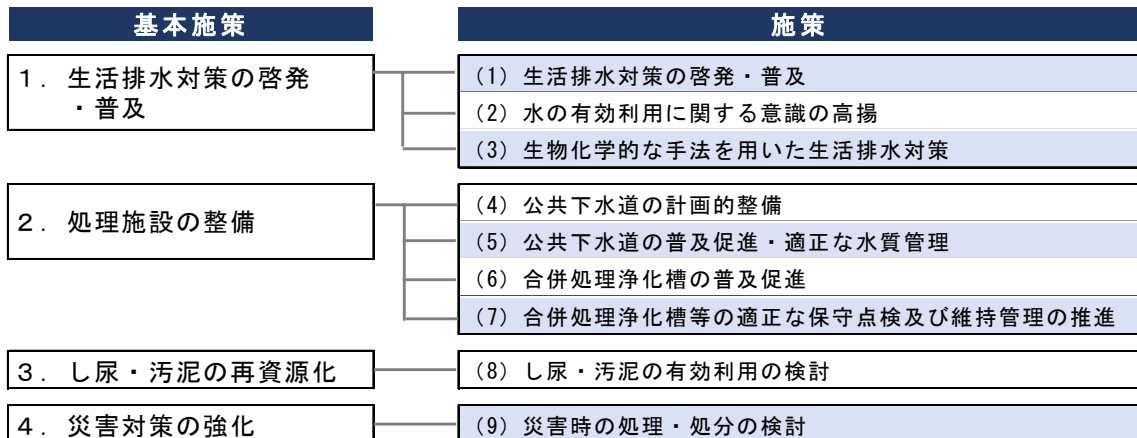 基本施策
施策
１．生活排水対策の啓発
・普及
(1) 生活排水対策の啓発・普及
(2) 水の有効利用に関する意識の高揚
(3) 生物化学的な手法を用いた生活排水対策
２．処理施設の整備
(4) 公共下水道の計画的整備
(5) 公共下水道の普及促進・適正な水質管理
(6) 合併処理浄化槽の普及促進
(7) 合併処理浄化槽等の適正な保守点検及び維持管理の推進
３．し尿・汚泥の再資源化
(8) し尿・汚泥の有効利用の検討
４．災害対策の強化
(9) 災害時の処理・処分の検討